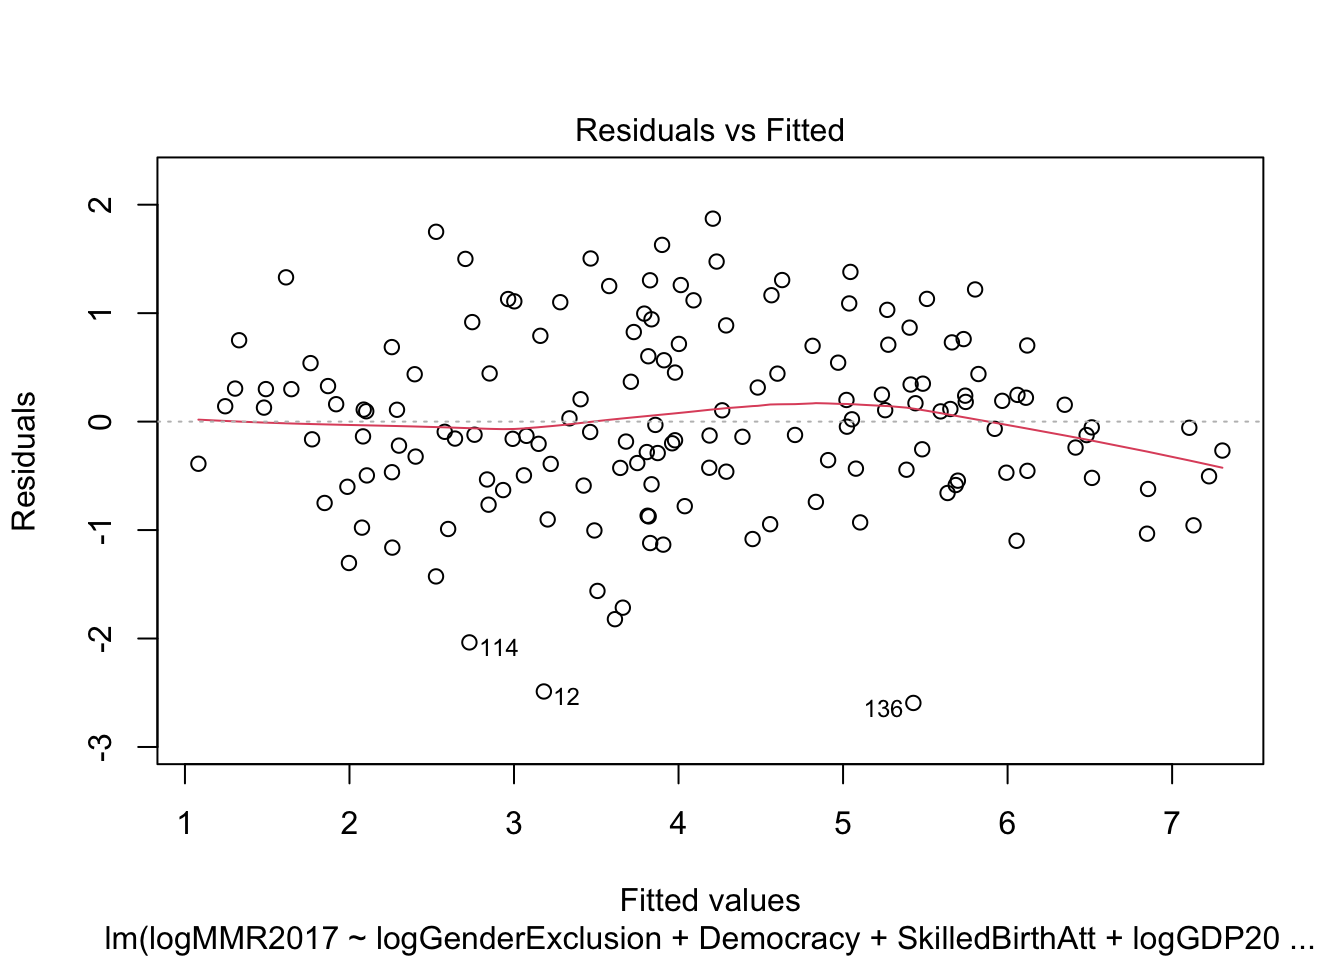 Residuals vs Fitted
Residuals
2
1
0
-1
-2
-3
114
12
136
1 2 3 4 5 6 7
Fitted values
lm(logMMR2017 ~ logGenderExclusion + Democracy + SkilledBirthAtt + logGDP20 ...